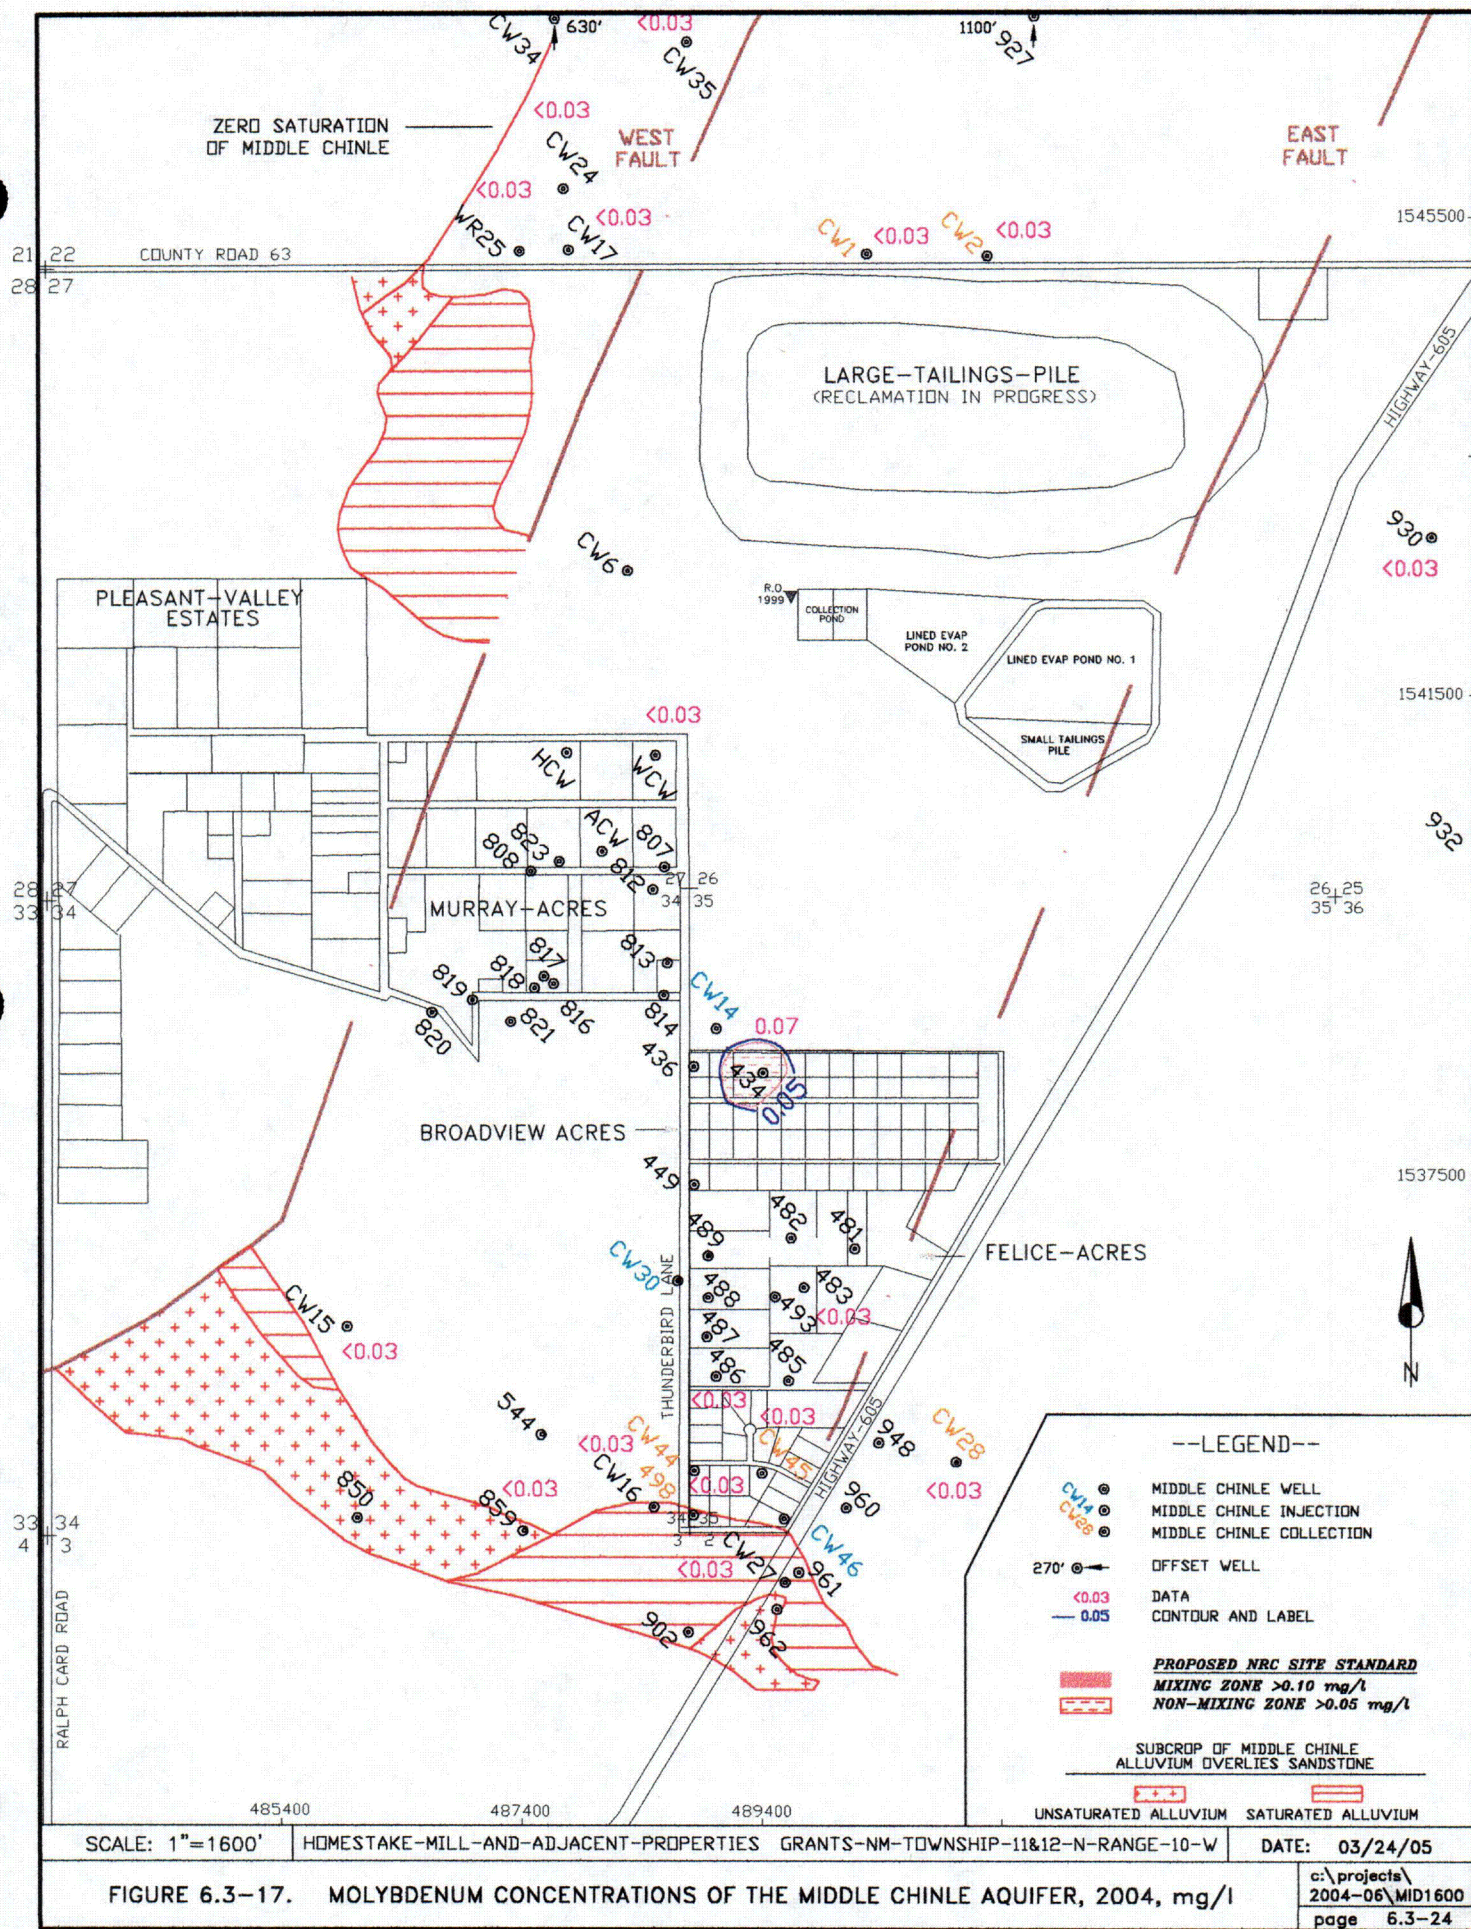 CW34
630'
<0.03
CW35
1100'
927
ZERO SATURATION
OF MIDDLE CHINLE
<0.03
WEST
FAULT
EAST
FAULT
CW24
<0.03
<0.03
WR25
CW17
CW1
<0.03
CW2
<0.03
1545500
21 22
28 27
COUNTY ROAD 63
LARGE-TAILINGS-PILE
(RECLAMATION IN PROGRESS)
HIGHWAY-605
930
<0.03
CW6
PLEASANT-VALLEY
ESTATES
R.O.
1999
COLLECTION
POND
LINED EVAP
POND NO. 2
LINED EVAP POND NO. 1
SMALL TAILINGS
PILE
1541500
<0.03
HCW
WCW
932
823
ACW
807
808
812
28 27
33 34
27 26
34 35
26 25
35 36
MURRAY-ACRES
817
813
818
819
816
814
820
821
CW14
0.07
436
434
0.05
BROADVIEW ACRES
449
1537500
489
482
481
FELICE-ACRES
CW30
THUNDERBIRD LANE
488
483
493
<0.03
487
CW15
<0.03
486
485
<0.03
<0.03
544
<0.03
CW44
CW45
948
CW28
HIGHWAY-605
850
<0.03
859
CW16
498
<0.03
960
<0.03
33 34
4 3
34 35
3 2
CW27
<0.03
CW46
961
902
962
RALPH CARD ROAD
N
--LEGEND--
CW14
CW28
MIDDLE CHINLE WELL
MIDDLE CHINLE INJECTION
MIDDLE CHINLE COLLECTION
270' OFFSET WELL
<0.03 DATA
0.05 CONTOUR AND LABEL
PROPOSED NRC SITE STANDARD
MIXING ZONE >0.10 mg/l
NON-MIXING ZONE >0.05 mg/l
SUBCROP OF MIDDLE CHINLE
ALLUVIUM OVERLIES SANDSTONE
UNSATURATED ALLUVIUM SATURATED ALLUVIUM
485400
487400
489400
SCALE: 1"=1600'
HOMESTAKE-MILL-AND-ADJACENT-PROPERTIES GRANTS-NM-TOWNSHIP-11&12-N-RANGE-10-W
DATE: 03/24/05
FIGURE 6.3-17. MOLYBDENUM CONCENTRATIONS OF THE MIDDLE CHINLE AQUIFER, 2004, mg/l
c:\projects\
2004-06\MID1600
page 6.3-24